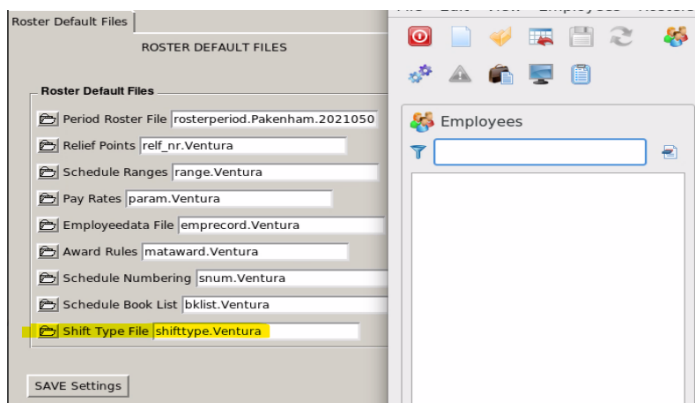 Roster Default Files
ROSTER DEFAULT FILES
Roster Default Files
Period Roster File rosterperiod.Pakenham.2021050
Relief Points relf_nr.Ventura
Schedule Ranges range.Ventura
Pay Rates param.Ventura
Employeedata File emprecord.Ventura
Award Rules mataward.Ventura
Schedule Numbering snum.Ventura
Schedule Book List bklist.Ventura
Shift Type File shifttype.Ventura
SAVE Settings
Employees